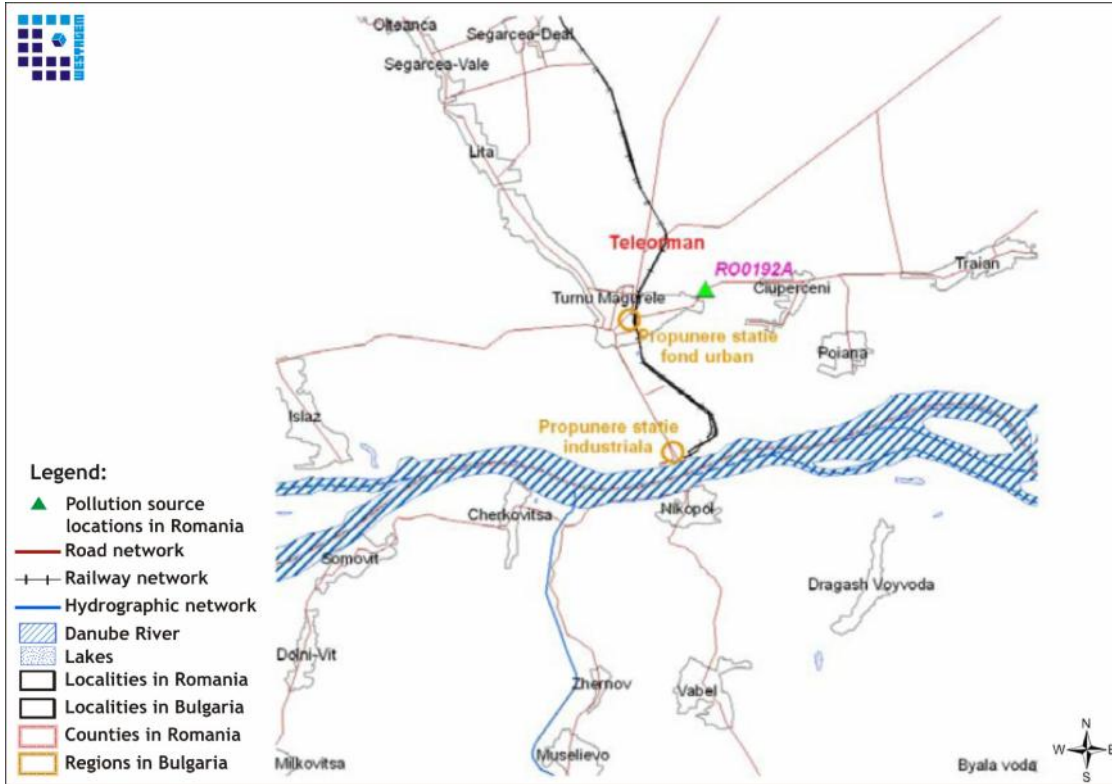 WESTAGEM
Olteanca
Segarcea-Deal
Segarcea-Vale
Lita
Teleorman
RO0192A
Traian
Ciuperceni
Turnu Magurele
Propunere statie
fond urban
Poiana
Islaz
Propunere statie
industriala
Cherkovitsa
Nikopol
Somovit
Dragash Voyvoda
Dolni-Vit
Zhernov
Vabel
Muselievo
Milkovitsa
Byala voda
Legend:
Pollution source
locations in Romania
Road network
Railway network
Hydrographic network
Danube River
Lakes
Localities in Romania
Localities in Bulgaria
Counties in Romania
Regions in Bulgaria
N
W
E
S